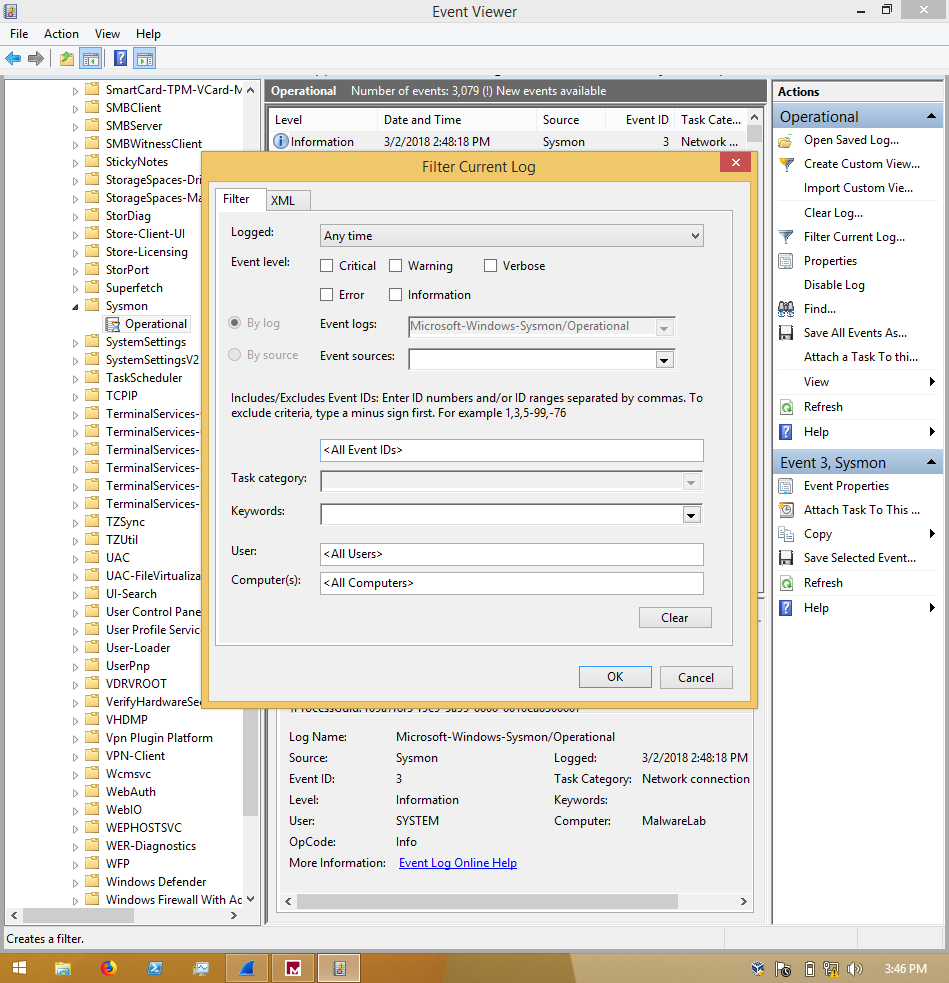 Event Viewer
File Action View Help
SmartCard-TPM-VCard-M
SMBClient
SMBServer
SMBWitnessClient
StickyNotes
StorageSpaces-Dri
StorageSpaces-Ma
StorDiag
Store-Client-UI
Store-Licensing
StorPort
Superfetch
Sysmon
Operational
SystemSettings
SystemSettingsV2
TaskScheduler
TCPIP
TerminalServices-
TerminalServices-
TerminalServices-
TerminalServices-
TerminalServices-
TerminalServices-
TZSync
TZUtil
UAC
UAC-FileVirtualiza
UI-Search
User Control Pane
User Profile Servic
User-Loader
UserPnp
VDRVROOT
VerifyHardwareSec
VHDMP
Vpn Plugin Platform
VPN-Client
Wcmsvc
WebAuth
WebIO
WEPHOSTSVC
WER-Diagnostics
WFP
Windows Defender
Windows Firewall With Ac
Operational Number of events: 3,079 (!) New events available
Level Date and Time Source Event ID Task Cate...
Information 3/2/2018 2:48:18 PM Sysmon 3 Network ...
Filter Current Log
Filter XML
Logged: Any time
Event level: Critical Warning Verbose
Error Information
By log Event logs: Microsoft-Windows-Sysmon/Operational
By source Event sources:
Includes/Excludes Event IDs: Enter ID numbers and/or ID ranges separated by commas. To
exclude criteria, type a minus sign first. For example 1,3,5-99,-76
<All Event IDs>
Task category:
Keywords:
User: <All Users>
Computer(s): <All Computers>
Clear
OK Cancel
Log Name: Microsoft-Windows-Sysmon/Operational
Source: Sysmon Logged: 3/2/2018 2:48:18 PM
Event ID: 3 Task Category: Network connection
Level: Information Keywords:
User: SYSTEM Computer: MalwareLab
OpCode: Info
More Information: Event Log Online Help
Actions
Operational
Open Saved Log...
Create Custom View...
Import Custom Vie...
Clear Log...
Filter Current Log...
Properties
Disable Log
Find...
Save All Events As...
Attach a Task To thi...
View
Refresh
Help
Event 3, Sysmon
Event Properties
Attach Task To This ...
Copy
Save Selected Event...
Refresh
Help
Creates a filter.
3:46 PM